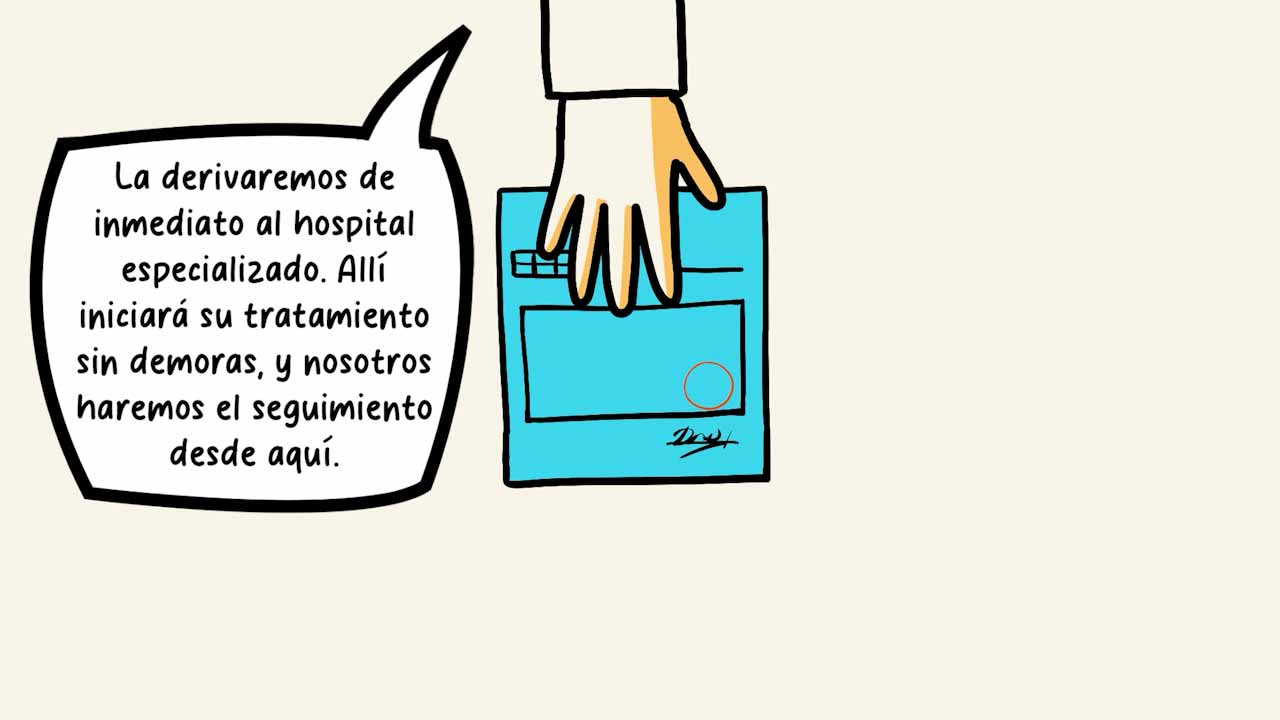 La derivaremos de
inmediato al hospital
especializado. Allí
iniciará su tratamiento
sin demoras, y nosotros
haremos el seguimiento
desde aquí.